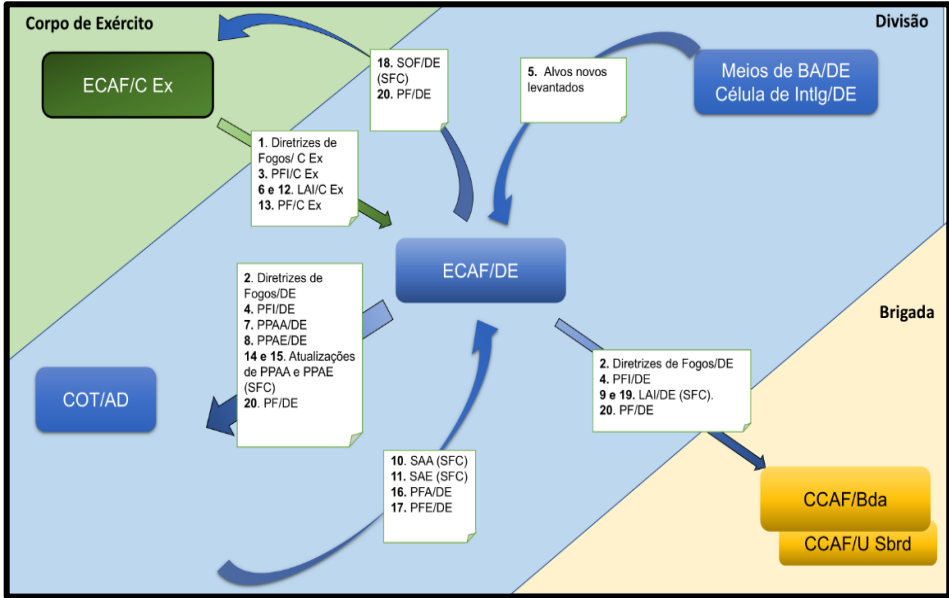 Corpo de Exército
Divisão
ECAF/C Ex
18. SOF/DE
(SFC)
20. PF/DE
5. Alvos novos
levantados
Meios de BA/DE
Célula de Intlg/DE
1. Diretrizes de
Fogos/ C Ex
3. PFI/C Ex
6 e 12. LAI/C Ex
13. PF/C Ex
ECAF/DE
2. Diretrizes de
Fogos/DE
4. PFI/DE
7. PPAA/DE
8. PPAE/DE
14 e 15. Atualizações
de PPAA e PPAE
(SFC)
20. PF/DE
Brigada
COT/AD
2. Diretrizes de Fogos/DE
4. PFI/DE
9 e 19. LAI/DE (SFC).
20. PF/DE
10. SAA (SFC)
11. SAE (SFC)
16. PFA/DE
17. PFE/DE
CCAF/Bda
CCAF/U Sbrd